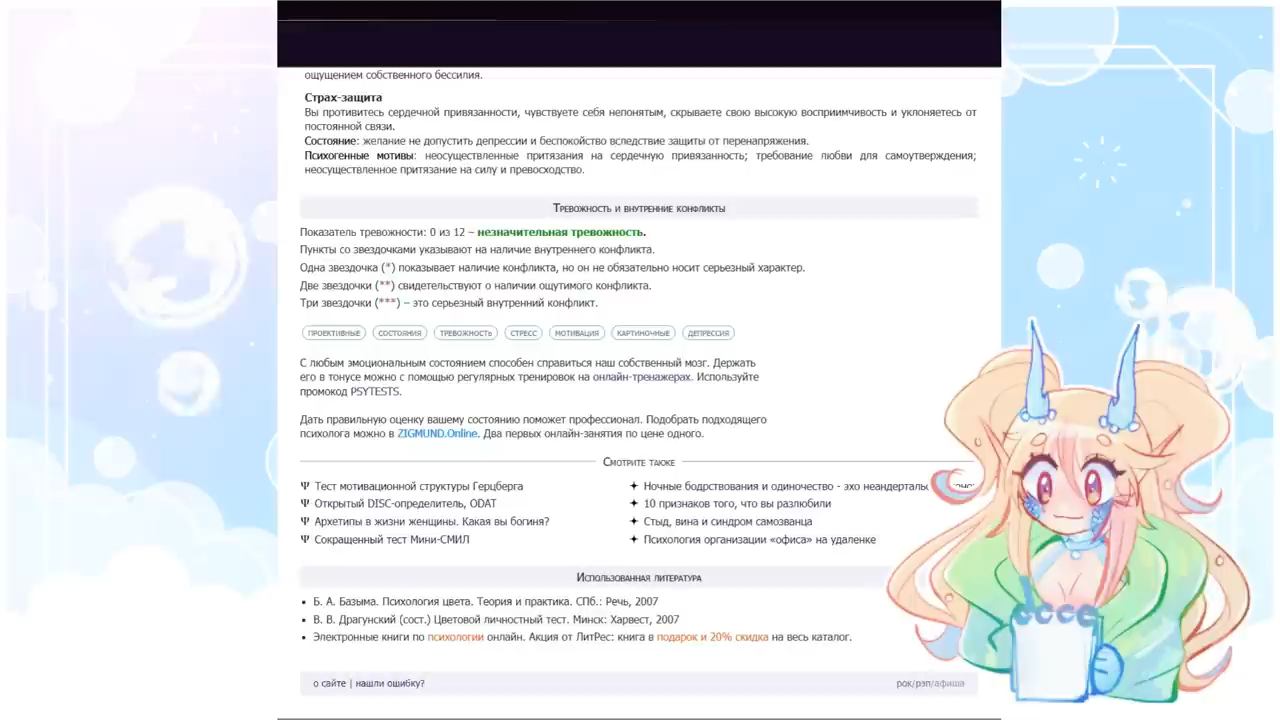 ощущением собственного бессилия.
Страх-защита
Вы противитесь сердечной привязанности, чувствуете себя непонятым, скрываете свою высокую восприимчивость и уклоняетесь от
постоянной связи.
Состояние: желание не допустить депрессии и беспокойство вследствие защиты от перенапряжения.
Психогенные мотивы: неосуществленные притязания на сердечную привязанность; требование любви для самоутверждения;
неосуществленное притязание на силу и превосходство.
Тревожность и внутренние конфликты
Показатель тревожности: 0 из 12 – незначительная тревожность.
Пункты со звездочками указывают на наличие внутреннего конфликта.
Одна звездочка (*) показывает наличие конфликта, но он не обязательно носит серьезный характер.
Две звездочки (**) свидетельствуют о наличии ощутимого конфликта.
Три звездочки (***) – это серьезный внутренний конфликт.
ПРОЕКТИВНЫЕ СОСТОЯНИЯ ТРЕВОЖНОСТЬ СТРЕСС МОТИВАЦИЯ КАРТИНОЧНЫЕ ДЕПРЕССИЯ
С любым эмоциональным состоянием способен справиться наш собственный мозг. Держать
его в тонусе можно с помощью регулярных тренировок на онлайн-тренажерах. Используйте
промокод PSYTESTS.
Дать правильную оценку вашему состоянию поможет профессионал. Подобрать подходящего
психолога можно в ZIGMUND.Online. Два первых онлайн-занятия по цене одного.
Смотрите также
Ψ Тест мотивационной структуры Герцберга
Ψ Открытый DISC-определитель, ODAT
Ψ Архетипы в жизни женщины. Какая вы богиня?
Ψ Сокращенный тест Мини-СМИЛ
✦ Ночные бодрствования и одиночество - эхо
✦ 10 признаков того, что вы разлюбили
✦ Стыд, вина и синдром самозванца
✦ Психология организации «офиса» на удаленке
Использованная литература
• Б. А. Базыма. Психология цвета. Теория и практика. СПб.: Речь, 2007
• В. В. Драгунский (сост.) Цветовой личностный тест. Минск: Харвест, 2007
• Электронные книги по психологии онлайн. Акция от ЛитРес: книга в подарок и 20% скидка на весь каталог.
о сайте | нашли ошибку?
рок/рэп/афиша